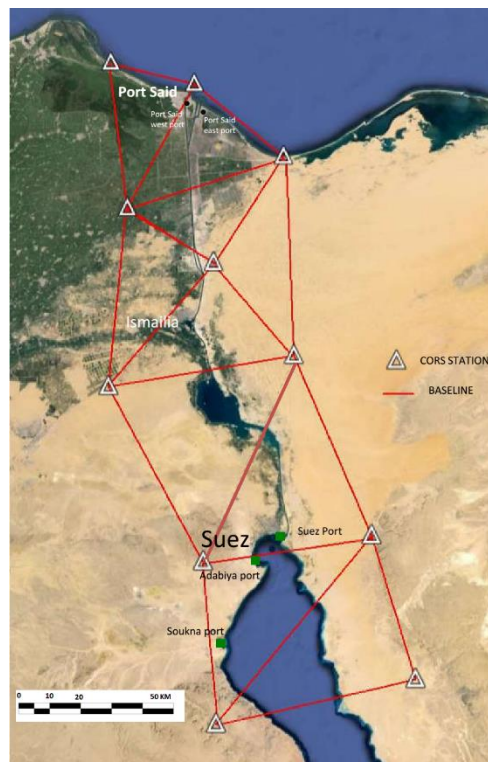 Port Said
Port Said
west port
Port Said
east port
Ismailia
CORS STATION
BASELINE
Suez
Suez Port
Adabiya port
Soukna port
0 10 20 50 KM